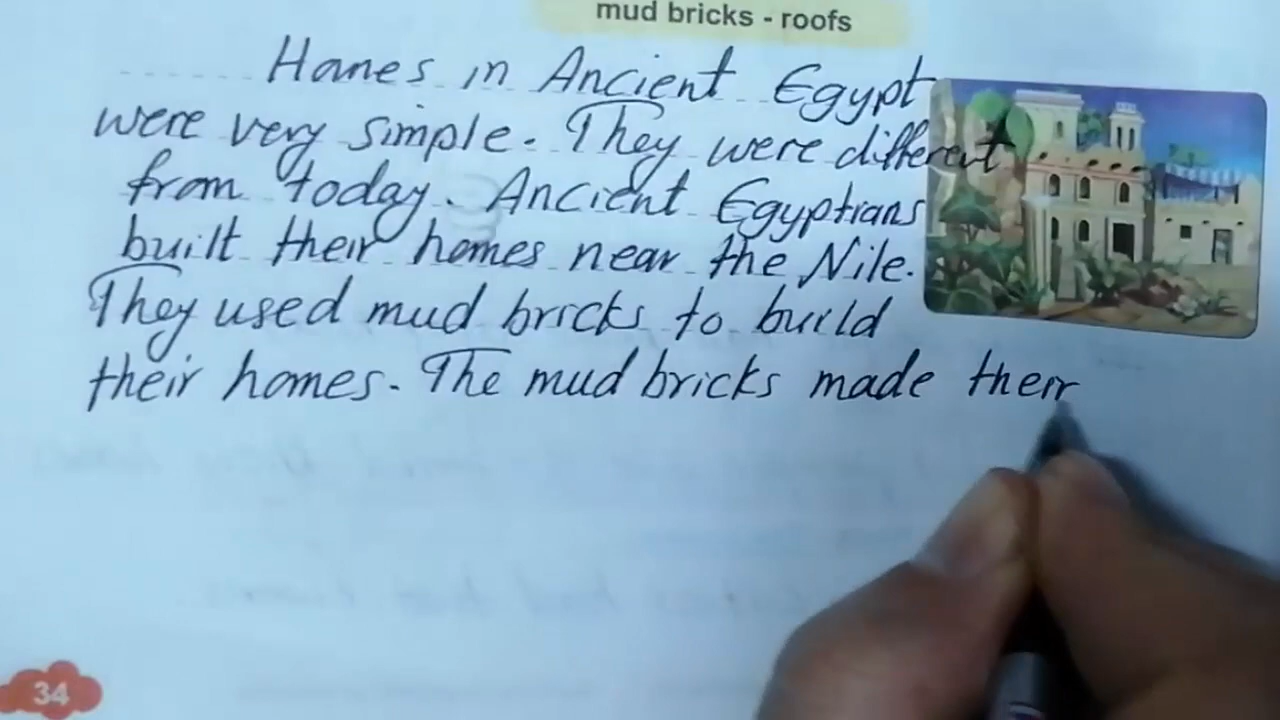 mud bricks - roofs
Homes in Ancient Egypt
were very simple. They were different
from today. Ancient Egyptians
built their homes near the Nile.
They used mud bricks to build
their homes. The mud bricks made their
34